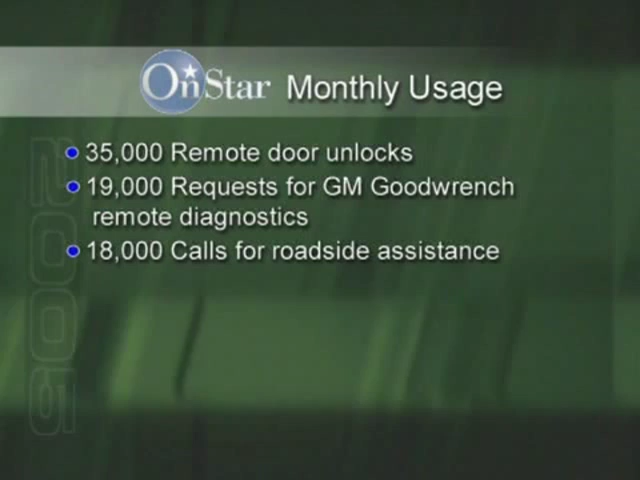 OnStar Monthly Usage
35,000 Remote door unlocks
19,000 Requests for GM Goodwrench
remote diagnostics
18,000 Calls for roadside assistance
2005